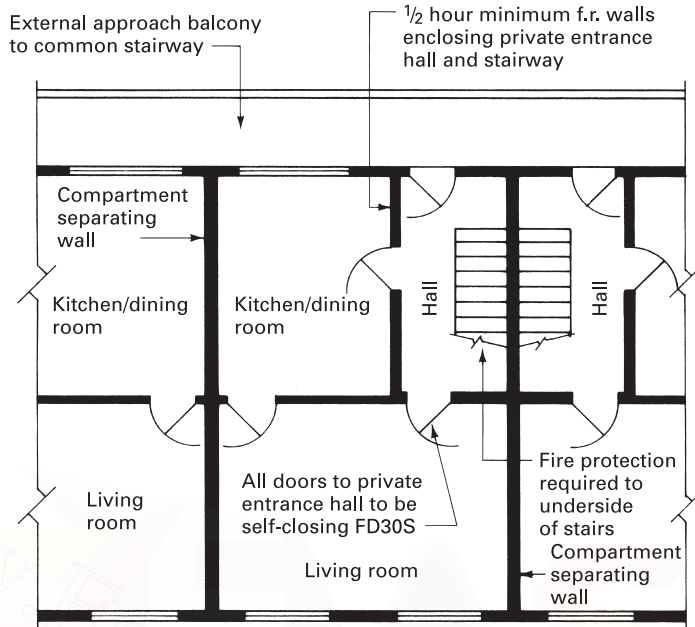 External approach balcony
to common stairway
1/2 hour minimum f.r. walls
enclosing private entrance
hall and stairway
Compartment
separating
wall
Kitchen/dining
room
Kitchen/dining
room
Hall
Hall
Living
room
All doors to private
entrance hall to be
self-closing FD30S
Living room
Fire protection
required to
underside
of stairs
Compartment
separating
wall